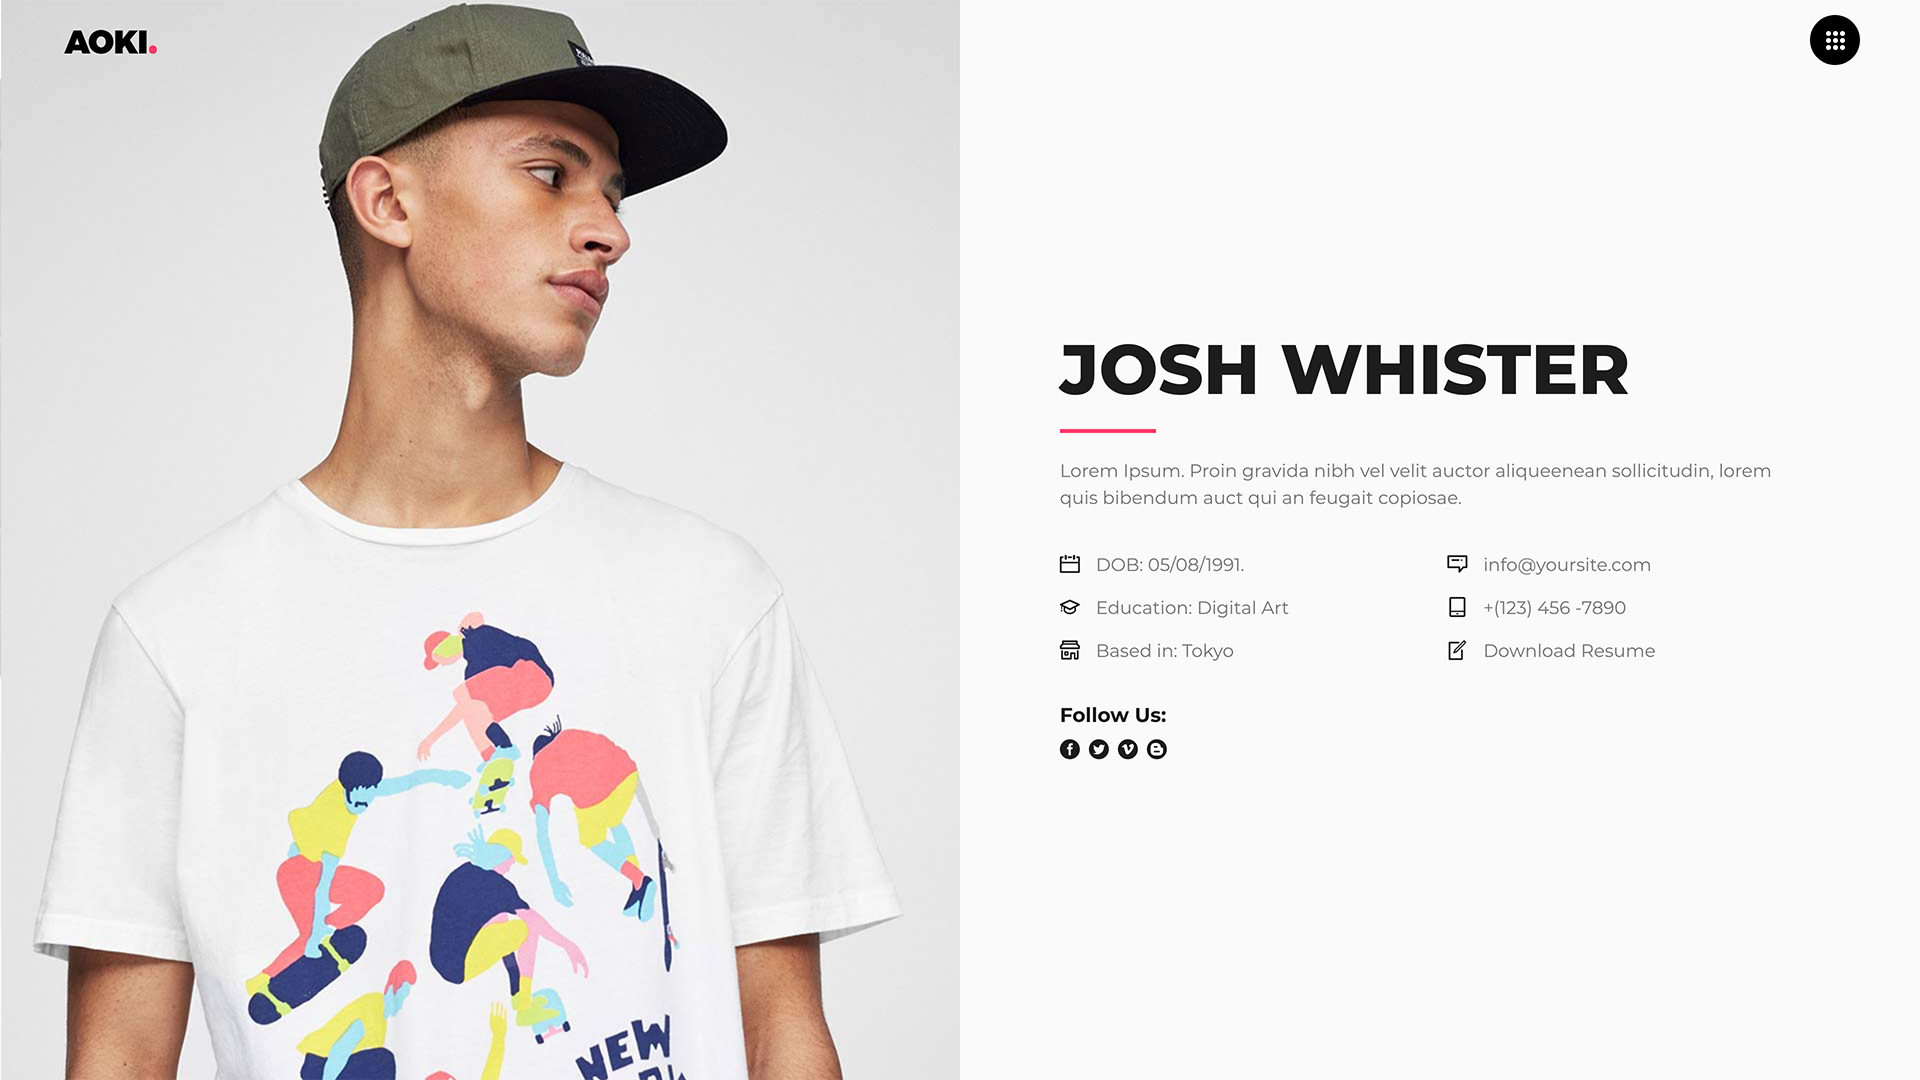 AOKI.
JOSH WHISTER
Lorem Ipsum. Proin gravida nibh vel velit auctor aliqueenean sollicitudin, lorem
quis bibendum auct qui an feugait copiosae.
DOB: 05/08/1991.
info@yoursite.com
Education: Digital Art
+(123) 456 -7890
Based in: Tokyo
Download Resume
Follow Us:
NEW